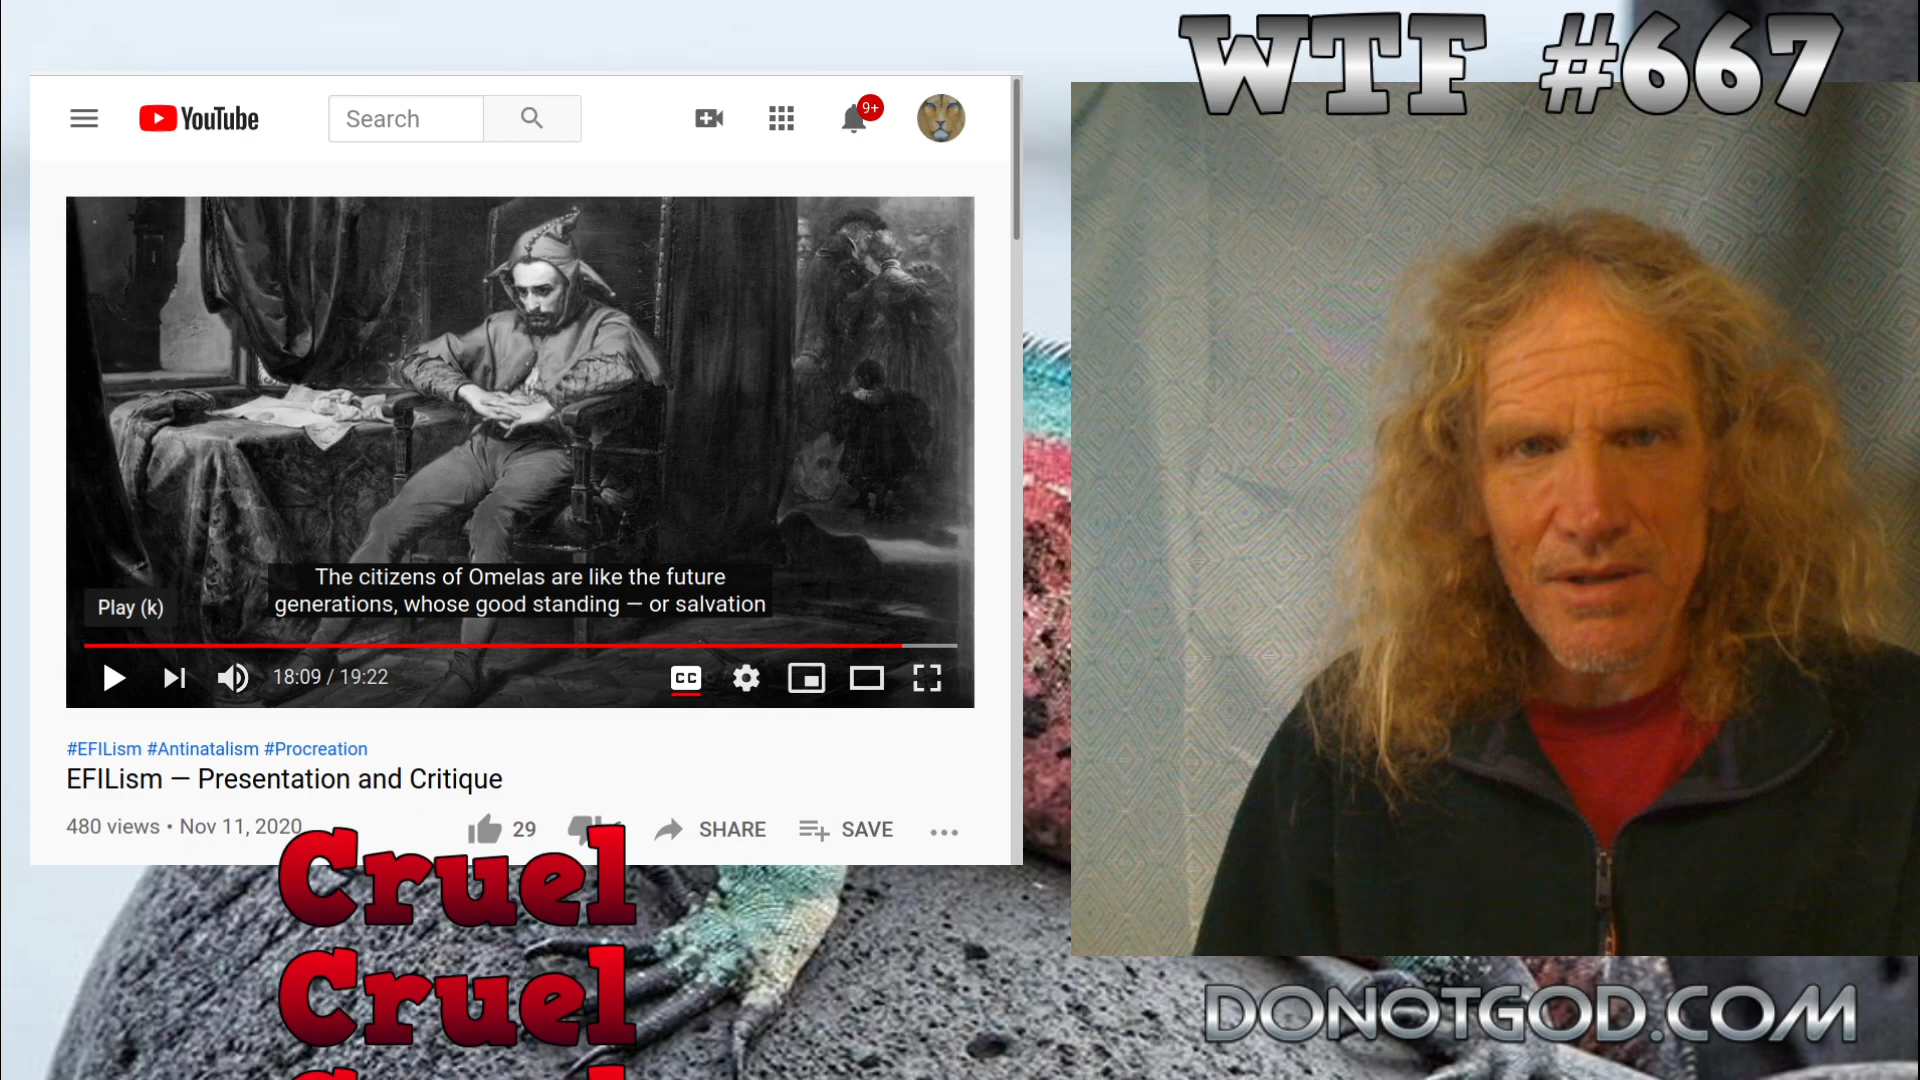 WTF #667
YouTube
Search
9+
The citizens of Omelas are like the future
generations, whose good standing — or salvation
Play (k)
18:09 / 19:22
CC
#EFILism #Antinatalism #Procreation
EFILism — Presentation and Critique
480 views • Nov 11, 2020
29
SHARE
SAVE
Cruel
Cruel
DONOTGOD.COM